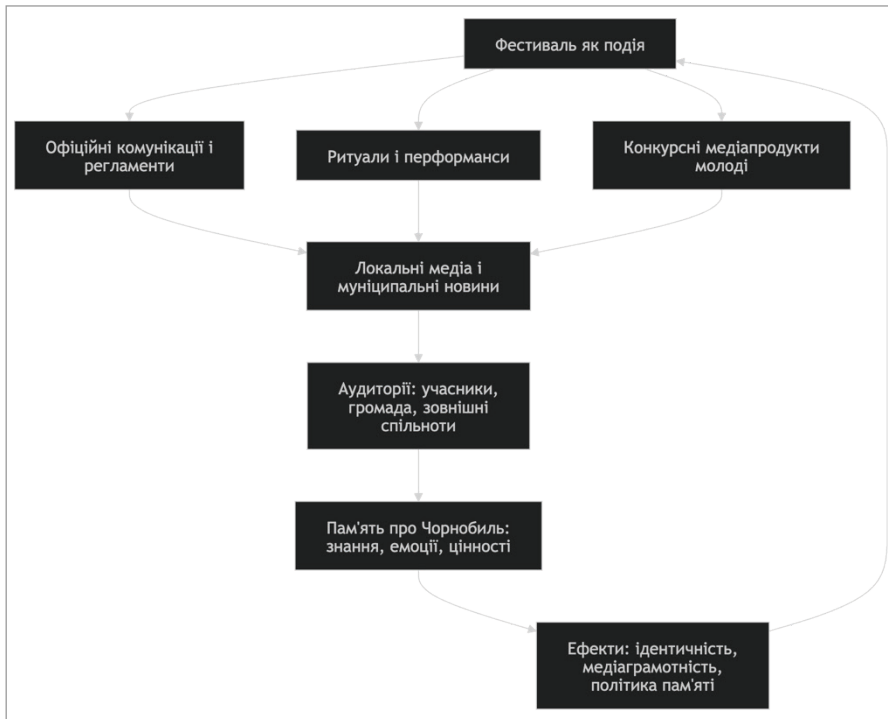 Фестиваль як подія
Офіційні комунікації і
регламенти
Ритуали і перформанси
Конкурсні медіапродукти
молоді
Локальні медіа і
муніципальні новини
Аудиторії: учасники,
громада, зовнішні
спільноти
Пам'ять про Чорнобиль:
знання, емоції, цінності
Ефекти: ідентичність,
медіаграмотність,
політика пам'яті